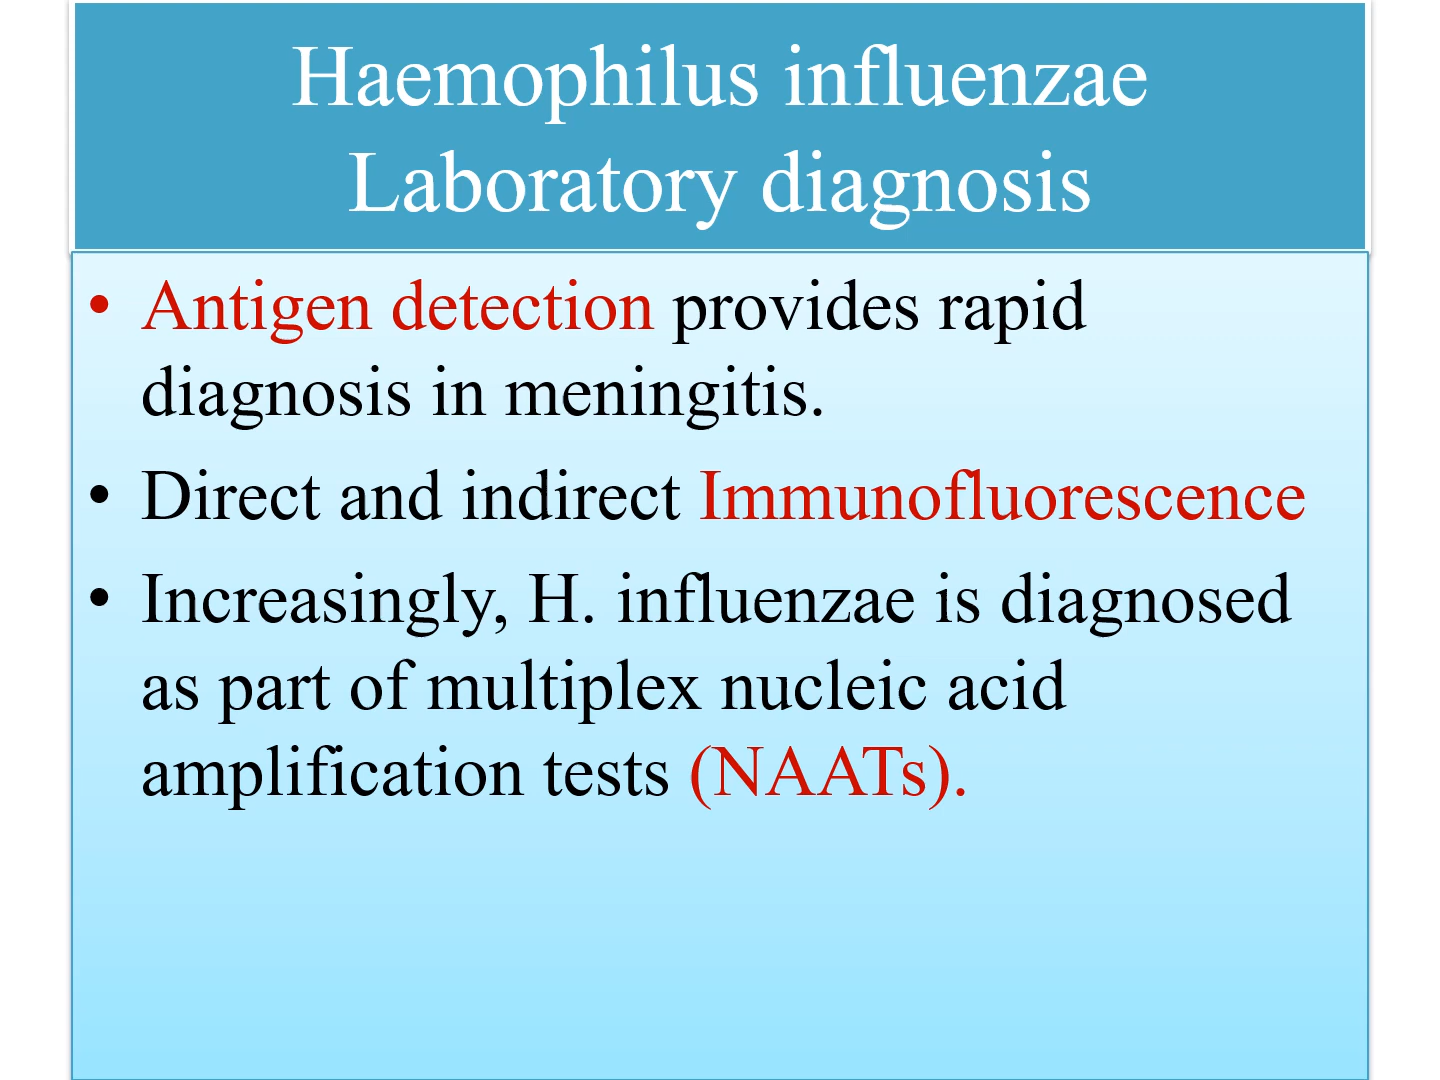 Haemophilus influenzae
Laboratory diagnosis
• Antigen detection provides rapid
diagnosis in meningitis.
• Direct and indirect Immunofluorescence
• Increasingly, H. influenzae is diagnosed
as part of multiplex nucleic acid
amplification tests (NAATs).